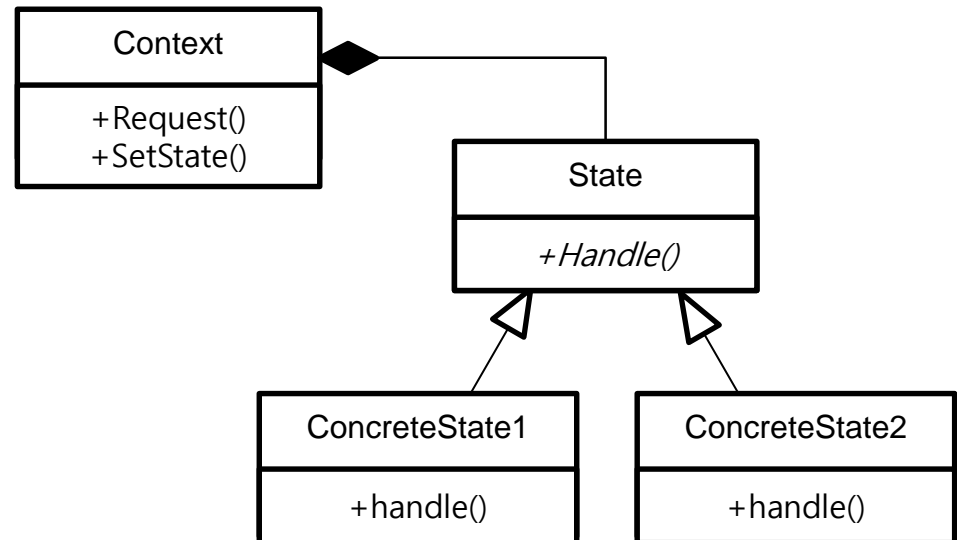 Context
+Request()
+SetState()
State
+Handle()
ConcreteState1
+handle()
ConcreteState2
+handle()